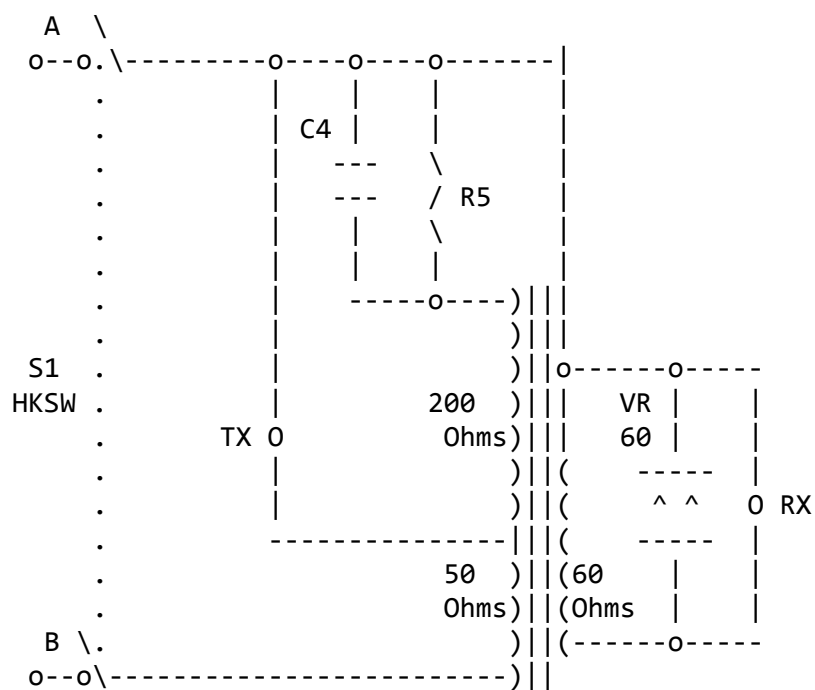 A
C4
R5
S1
HKSW 200 VR
TX O Ohms 60
O RX
50 60
Ohms Ohms
B